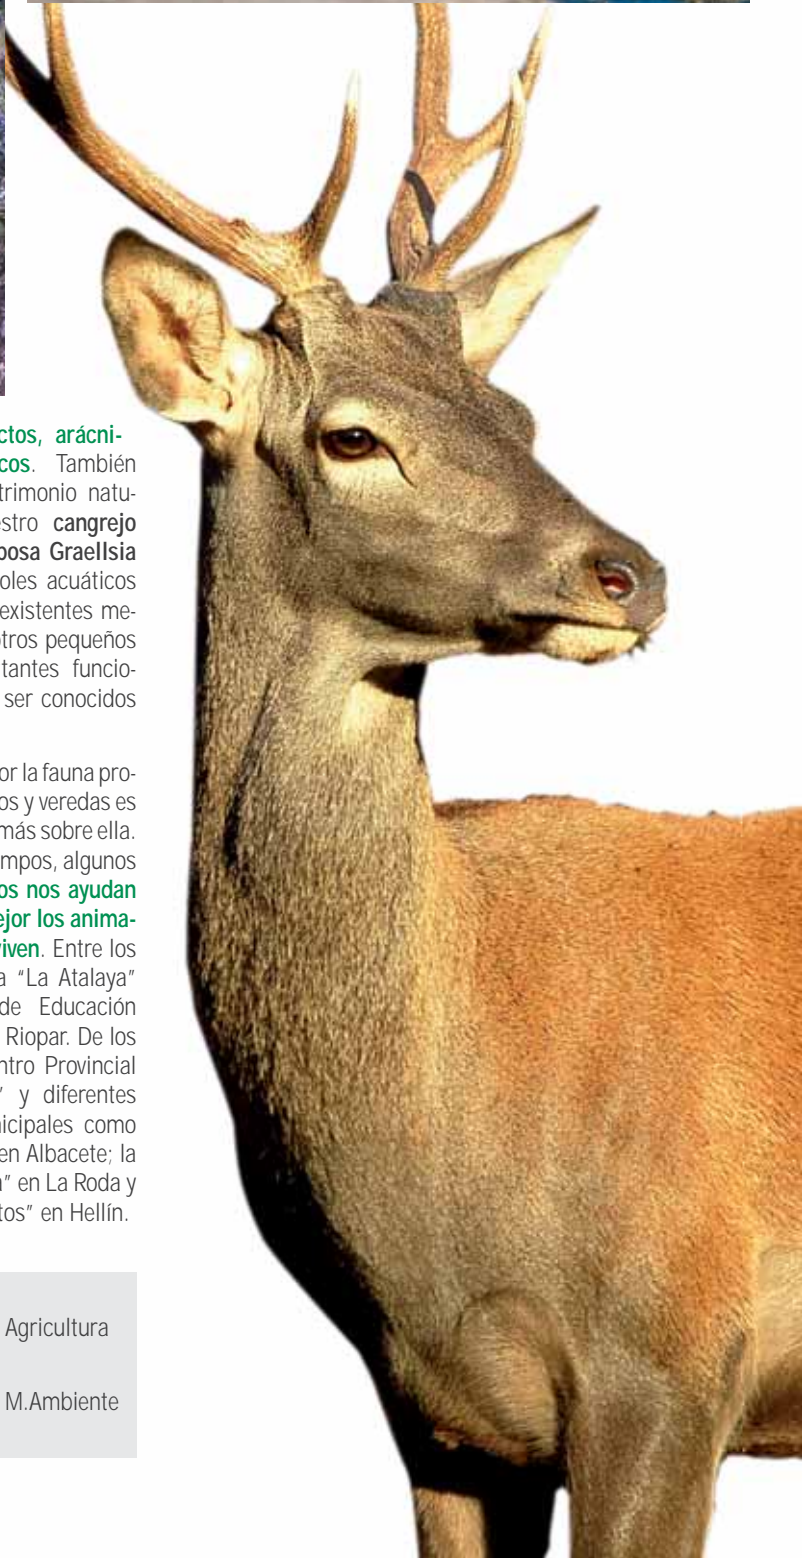 ctos, arácni-
cos. También
trimonio natu-
estro cangrejo
posa Graellsia
oles acuáticos
existentes me-
otros pequeños
tantes funcio-
ser conocidos
or la fauna pro-
os y veredas es
más sobre ella.
mpos, algunos
os nos ayudan
ejor los anima-
viven. Entre los
a “La Atalaya”
de Educación
Riopar. De los
ntro Provincial
” y diferentes
nicipales como
en Albacete; la
a” en La Roda y
tos” en Hellín.
Agricultura
M.Ambiente